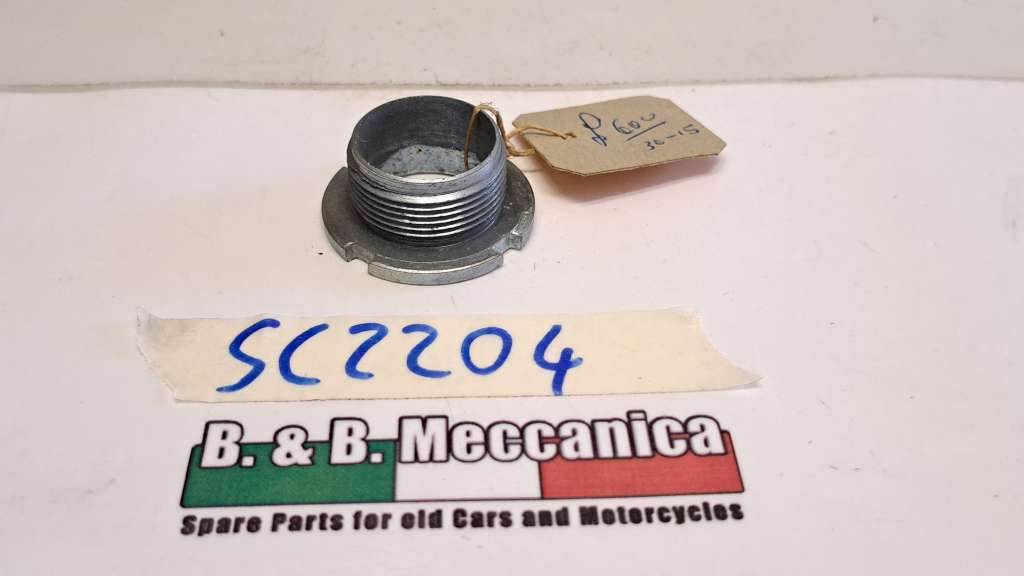 600
30-15
SC2204
B. & B. Meccanica
Spare Parts for old Cars and Motorcycles